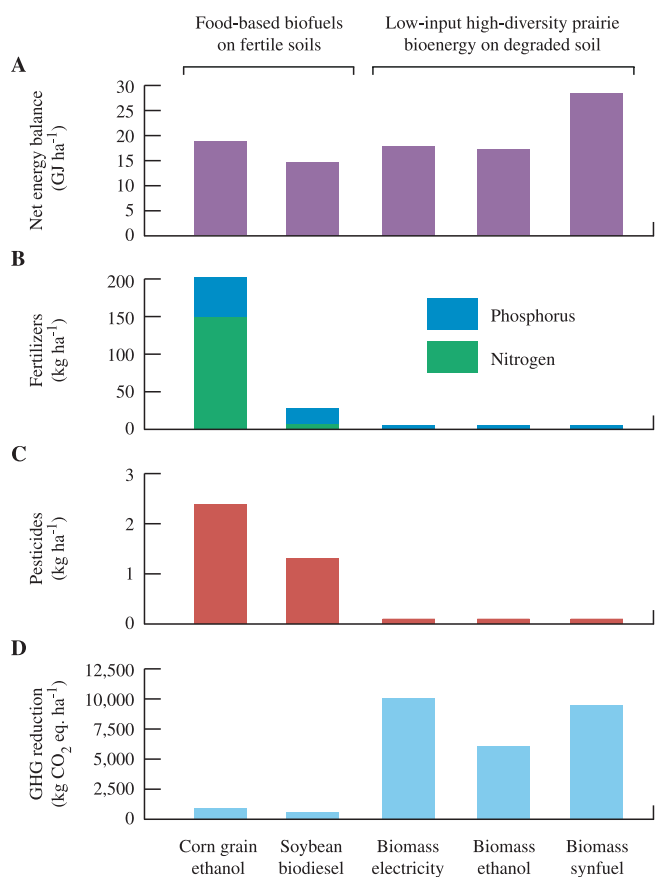 Food-based biofuels
on fertile soils
Low-input high-diversity prairie
bioenergy on degraded soil
A
Net energy balance
(GJ ha⁻¹)
30
25
20
15
10
5
0
B
Fertilizers
(kg ha⁻¹)
200
150
100
50
0
Phosphorus
Nitrogen
C
Pesticides
(kg ha⁻¹)
3
2
1
0
D
GHG reduction
(kg CO₂ eq. ha⁻¹)
12,500
10,000
7,500
5,000
2,500
0
Corn grain
ethanol
Soybean
biodiesel
Biomass
electricity
Biomass
ethanol
Biomass
synfuel